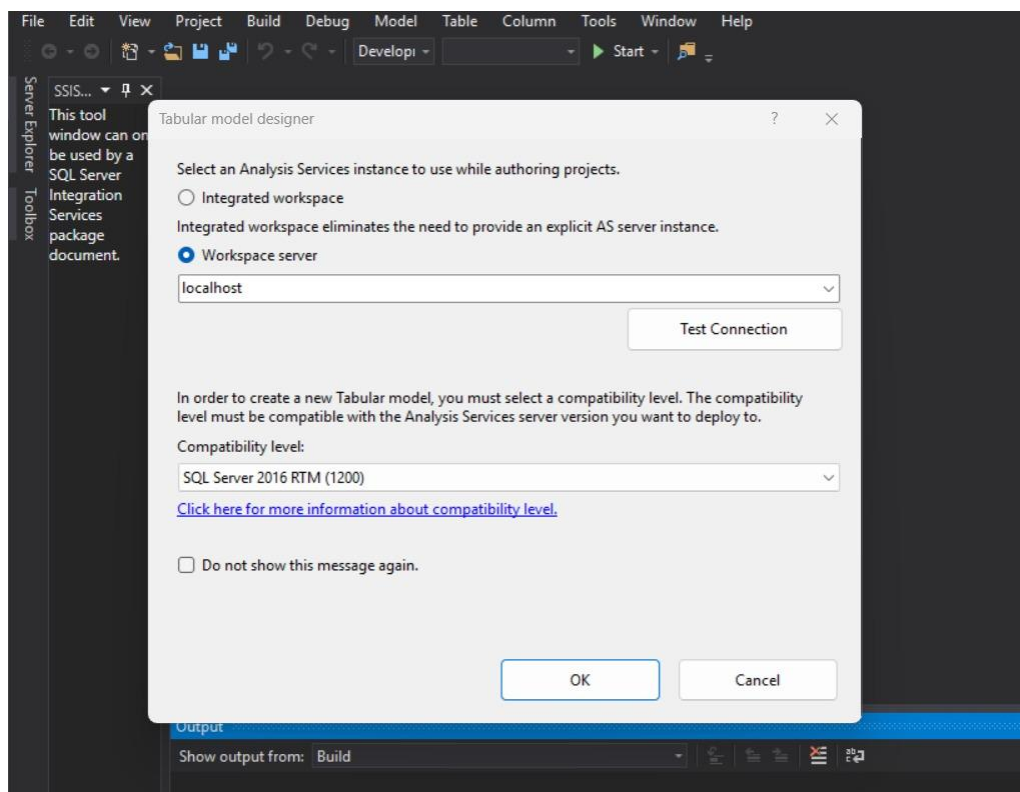 File Edit View Project Build Debug Model Table Column Tools Window Help
Developi Start
Server Explorer
Toolbox
SSIS...
This tool
window can on
be used by a
SQL Server
Integration
Services
package
document.
Tabular model designer ?
Select an Analysis Services instance to use while authoring projects.
Integrated workspace
Integrated workspace eliminates the need to provide an explicit AS server instance.
Workspace server
localhost
Test Connection
In order to create a new Tabular model, you must select a compatibility level. The compatibility
level must be compatible with the Analysis Services server version you want to deploy to.
Compatibility level:
SQL Server 2016 RTM (1200)
Click here for more information about compatibility level.
Do not show this message again.
OK Cancel
Output
Show output from: Build